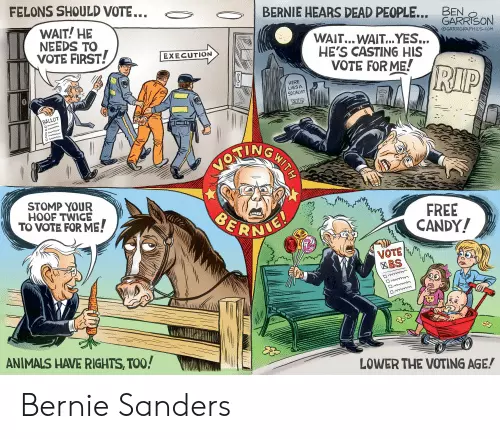 FELONS SHOULD VOTE...
WAIT! HE
NEEDS TO
VOTE FIRST!
EXECUTION
BALLOT
BERNIE HEARS DEAD PEOPLE...
BEN
GARRISON
WAIT... WAIT...YES...
HE'S CASTING HIS
VOTE FOR ME!
RIP
VOTING WITH
BERNIE!
STOMP YOUR
HOOF TWICE
TO VOTE FOR ME!
ANIMALS HAVE RIGHTS, TOO!
FREE
CANDY!
VOTE
BS
LOWER THE VOTING AGE!
Bernie Sanders